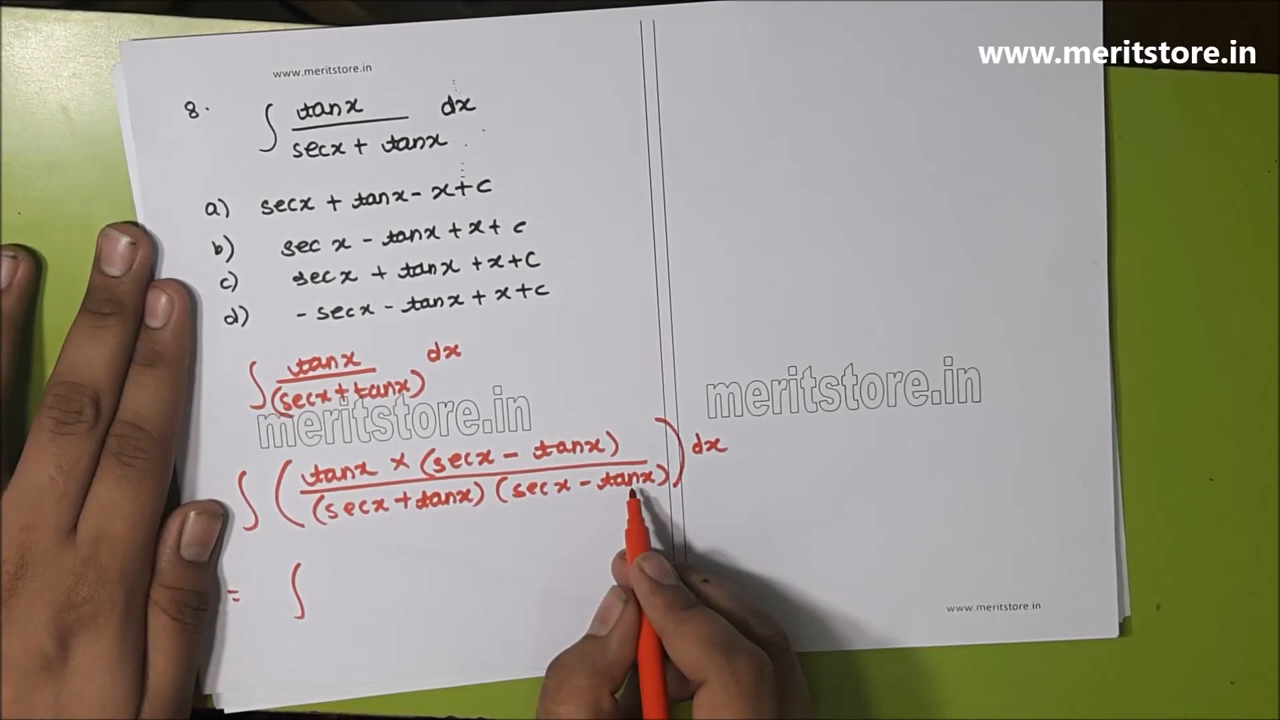 www.meritstore.in
www.meritstore.in
8. ∫ tanx / secx + tanx dx
a) secx + tanx - x + c
b) sec x - tanx + x + c
c) secx + tanx + x + C
d) - secx - tanx + x + c
∫ tanx / (secx + tanx) dx
meritstore.in
meritstore.in
∫ ( tanx × (secx - tanx) / (secx + tanx) (secx - tanx) ) dx
= ∫
www.meritstore.in